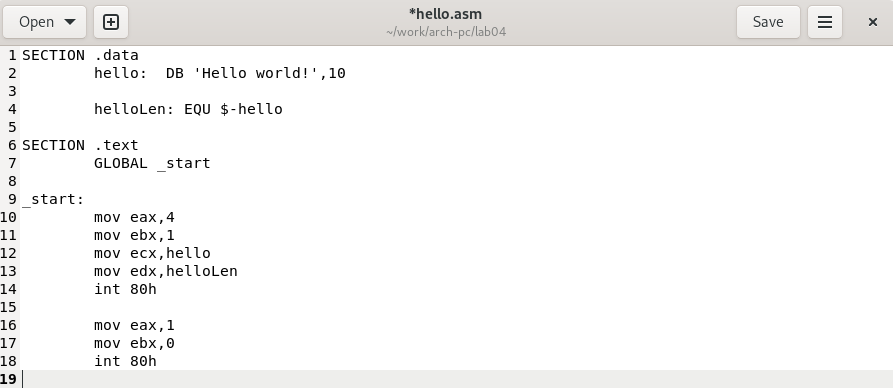 Open
*hello.asm
~/work/arch-pc/lab04
Save
1 SECTION .data
2         hello:  DB 'Hello world!',10
3
4         helloLen: EQU $-hello
5
6 SECTION .text
7         GLOBAL _start
8
9 _start:
10         mov eax,4
11         mov ebx,1
12         mov ecx,hello
13         mov edx,helloLen
14         int 80h
15
16         mov eax,1
17         mov ebx,0
18         int 80h
19